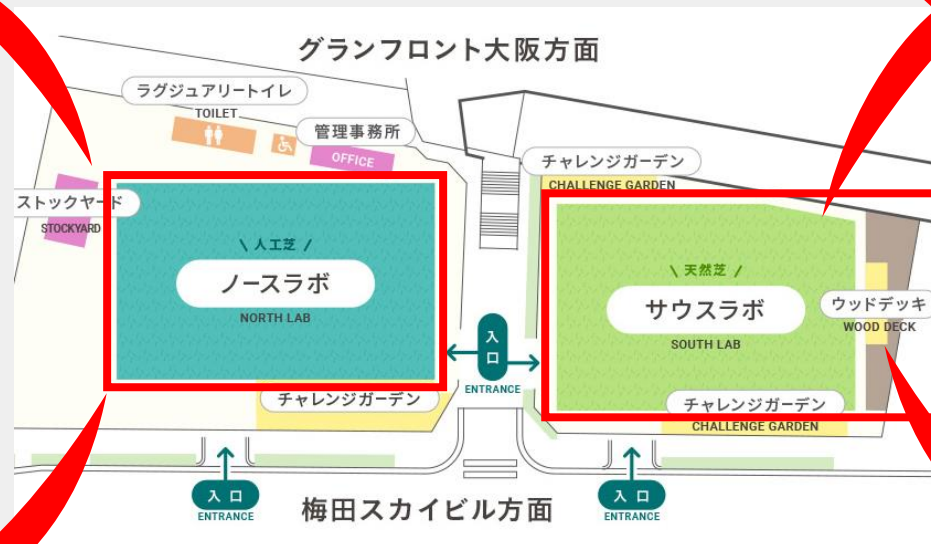 グランフロント大阪方面
ラグジュアリートイレ
TOILET
管理事務所
OFFICE
チャレンジガーデン
CHALLENGE GARDEN
ストックヤード
STOCKYARD
\ 人工芝 /
ノースラボ
NORTH LAB
\ 天然芝 /
サウスラボ
SOUTH LAB
ウッドデッキ
WOOD DECK
入口
ENTRANCE
チャレンジガーデン
チャレンジガーデン
CHALLENGE GARDEN
入口
ENTRANCE
梅田スカイビル方面
入口
ENTRANCE